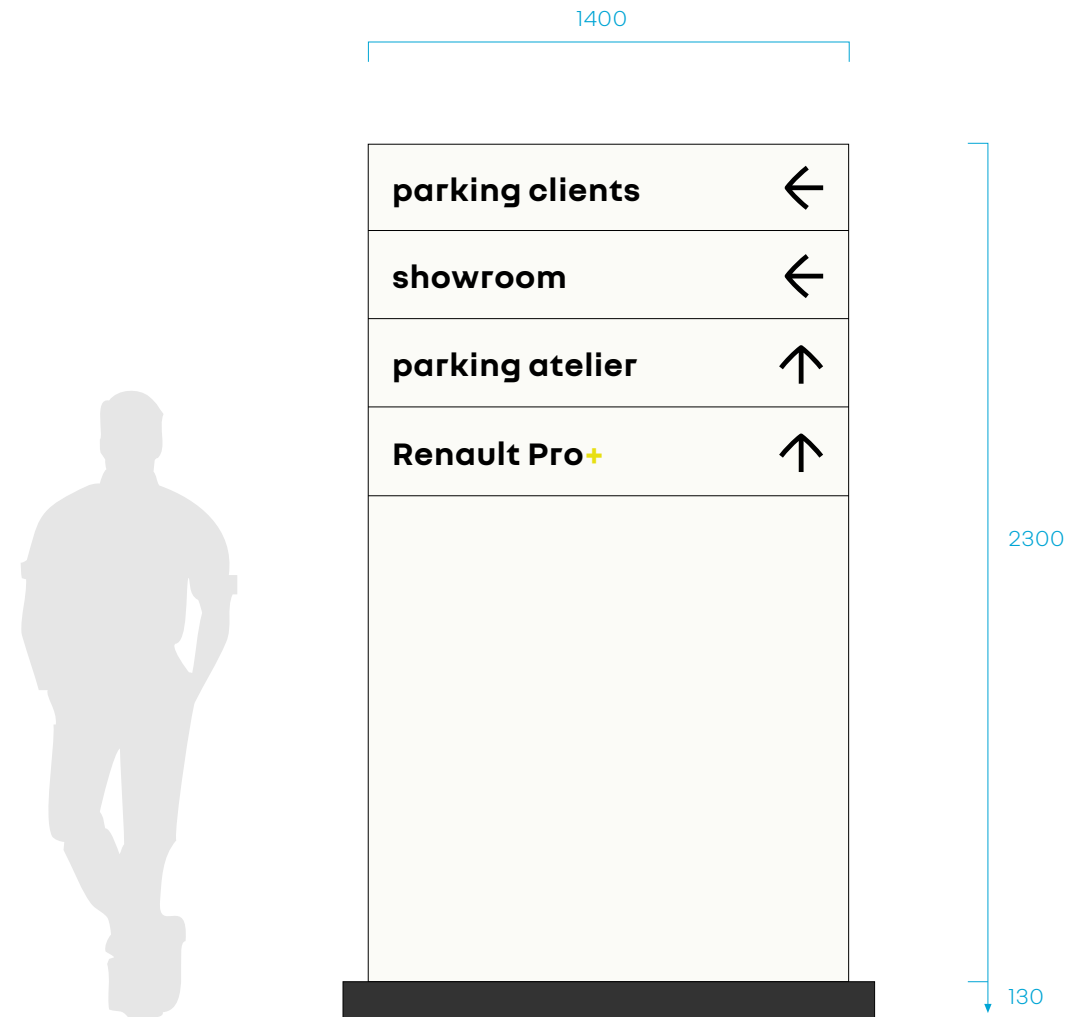 1400
parking clients
showroom
parking atelier
Renault Pro+
2300
130